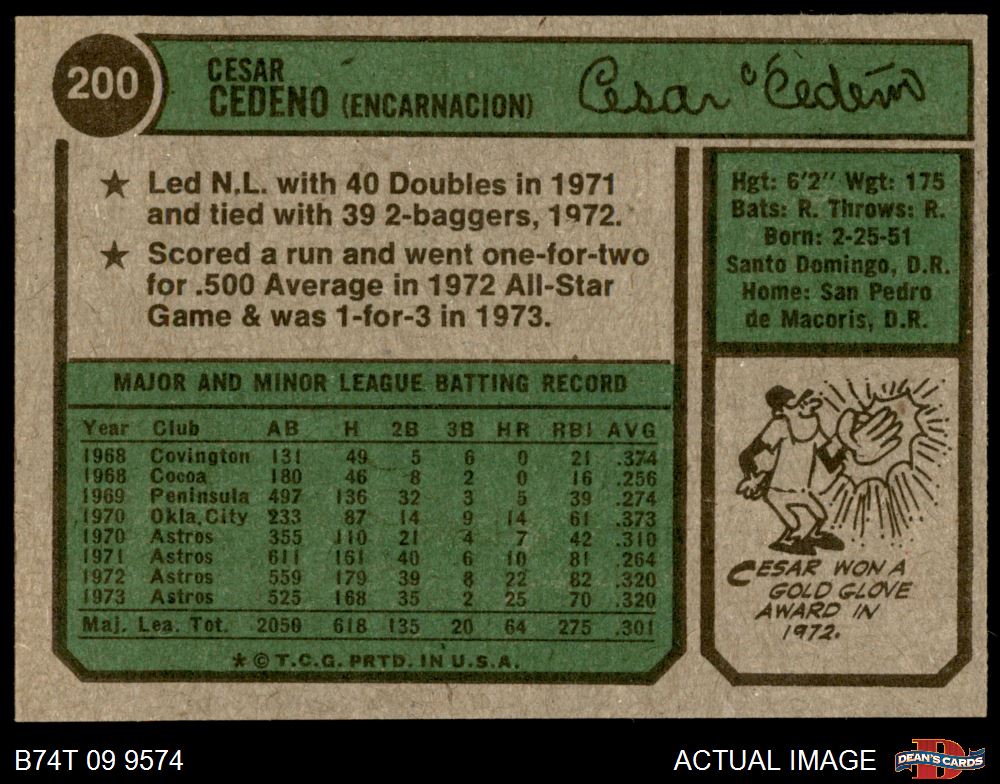 200
CESAR
CEDENO (ENCARNACION)
Cesar Cedeño
★ Led N.L. with 40 Doubles in 1971
and tied with 39 2-baggers, 1972.
★ Scored a run and went one-for-two
for .500 Average in 1972 All-Star
Game & was 1-for-3 in 1973.
Hgt: 6'2" Wgt: 175
Bats: R. Throws: R.
Born: 2-25-51
Santo Domingo, D.R.
Home: San Pedro
de Macoris, D.R.
MAJOR AND MINOR LEAGUE BATTING RECORD
Year Club AB H 2B 3B HR RBI AVG
1968 Covington 131 49 5 6 0 21 .374
1968 Cocoa 180 46 8 2 0 16 .256
1969 Peninsula 497 136 32 3 5 39 .274
1970 Okla.City 233 87 14 9 14 61 .373
1970 Astros 355 110 21 4 7 42 .310
1971 Astros 611 161 40 6 10 81 .264
1972 Astros 559 179 39 8 22 82 .320
1973 Astros 525 168 35 2 25 70 .320
Maj. Lea. Tot. 2050 618 135 20 64 275 .301
★ © T.C.G. PRTD. IN U.S.A.
CESAR WON A
GOLD GLOVE
AWARD IN
1972.
B74T 09 9574
ACTUAL IMAGE
D
DEAN'S CARDS